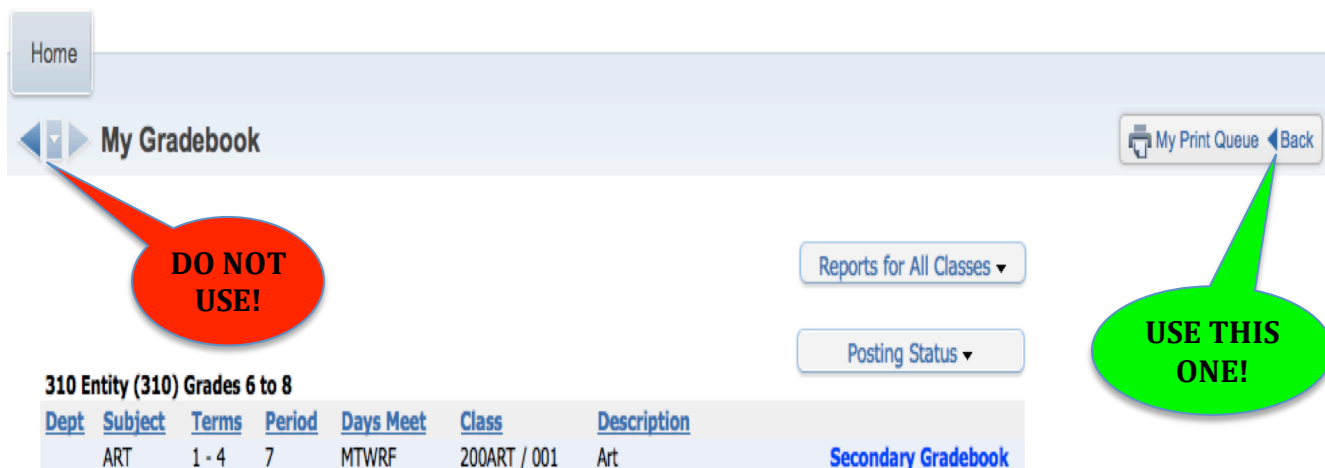 Home
My Gradebook
My Print Queue Back
DO NOT
USE!
Reports for All Classes
USE THIS
ONE!
Posting Status
310 Entity (310) Grades 6 to 8
Dept Subject Terms Period Days Meet Class Description
ART 1 - 4 7 MTWRF 200ART / 001 Art Secondary Gradebook